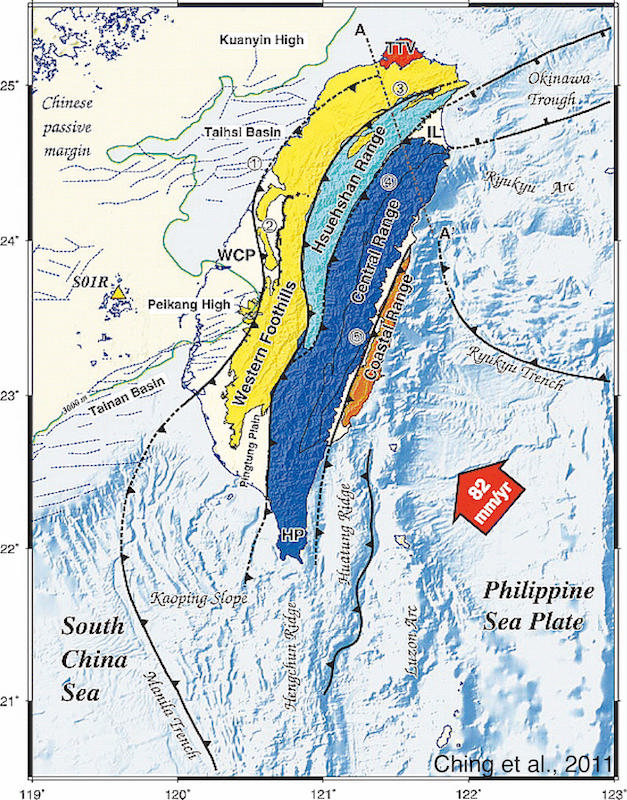 A
TTV
Kuanyin High
25°
Okinawa
Trough
③
Chinese
passive
margin
Taihsi Basin
IL
①
Hsuehshan Range
④
Ryukyu Arc
②
24°
WCP
A'
Central Range
S01R
Peikang High
Coastal Range
⑤
Western Foothills
Ryukyu Trench
23°
3000 m
Tainan Basin
Pingtung Plain
82
mm/yr
HP
Huatung Ridge
22°
Kaoping Slope
Philippine
Sea Plate
South
China
Sea
Hengchun Ridge
Luzon Arc
Manila Trench
21°
Ching et al., 2011
119° 120° 121° 122° 123°